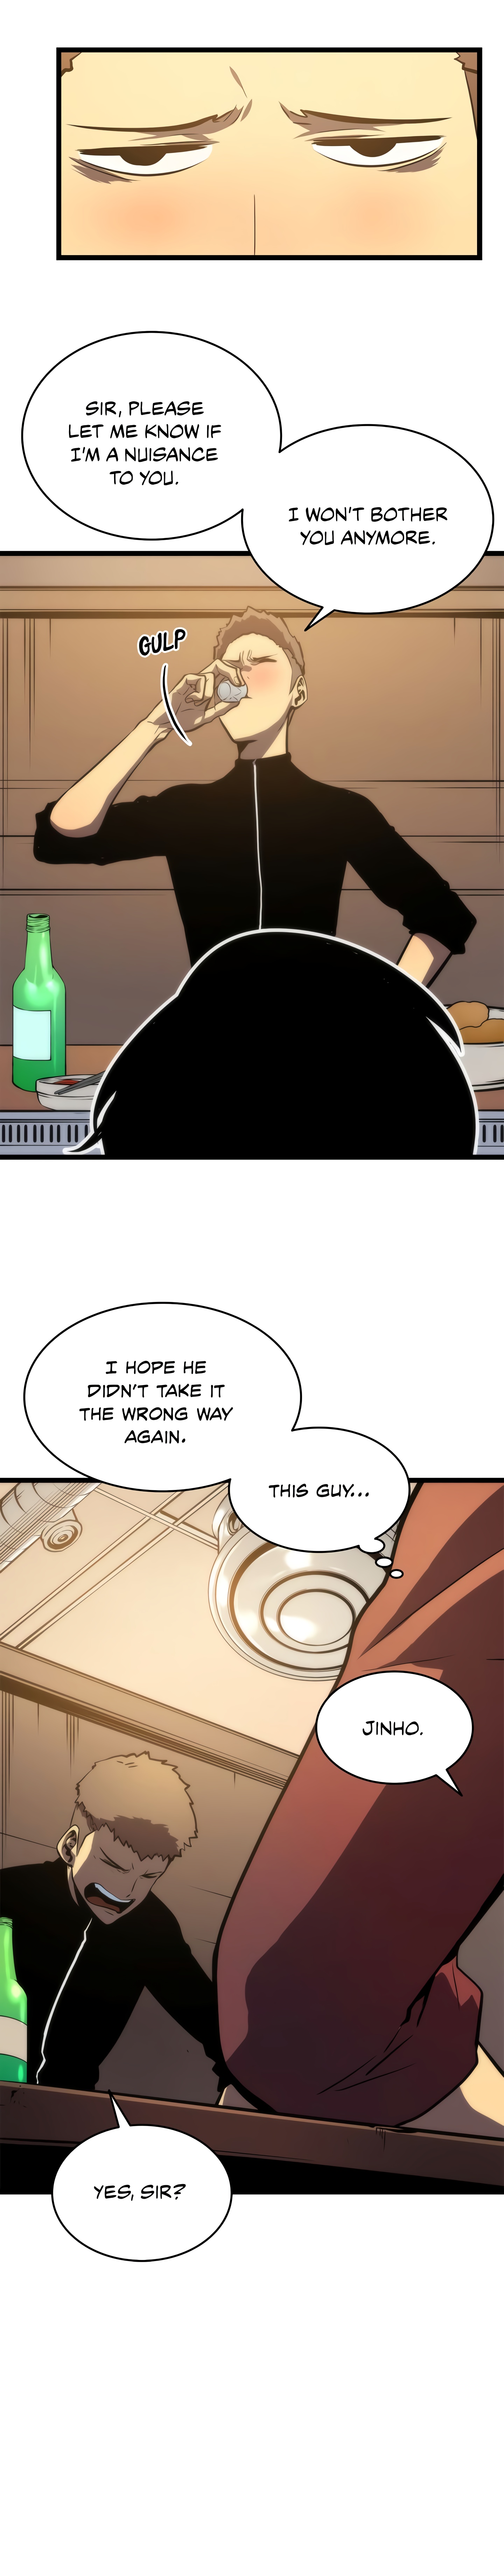 SIR, PLEASE
LET ME KNOW IF
I'M A NUISANCE
TO YOU.
I WON'T BOTHER
YOU ANYMORE.
GULP
I HOPE HE
DIDN'T TAKE IT
THE WRONG WAY
AGAIN.
THIS GUY...
JINHO.
YES, SIR?